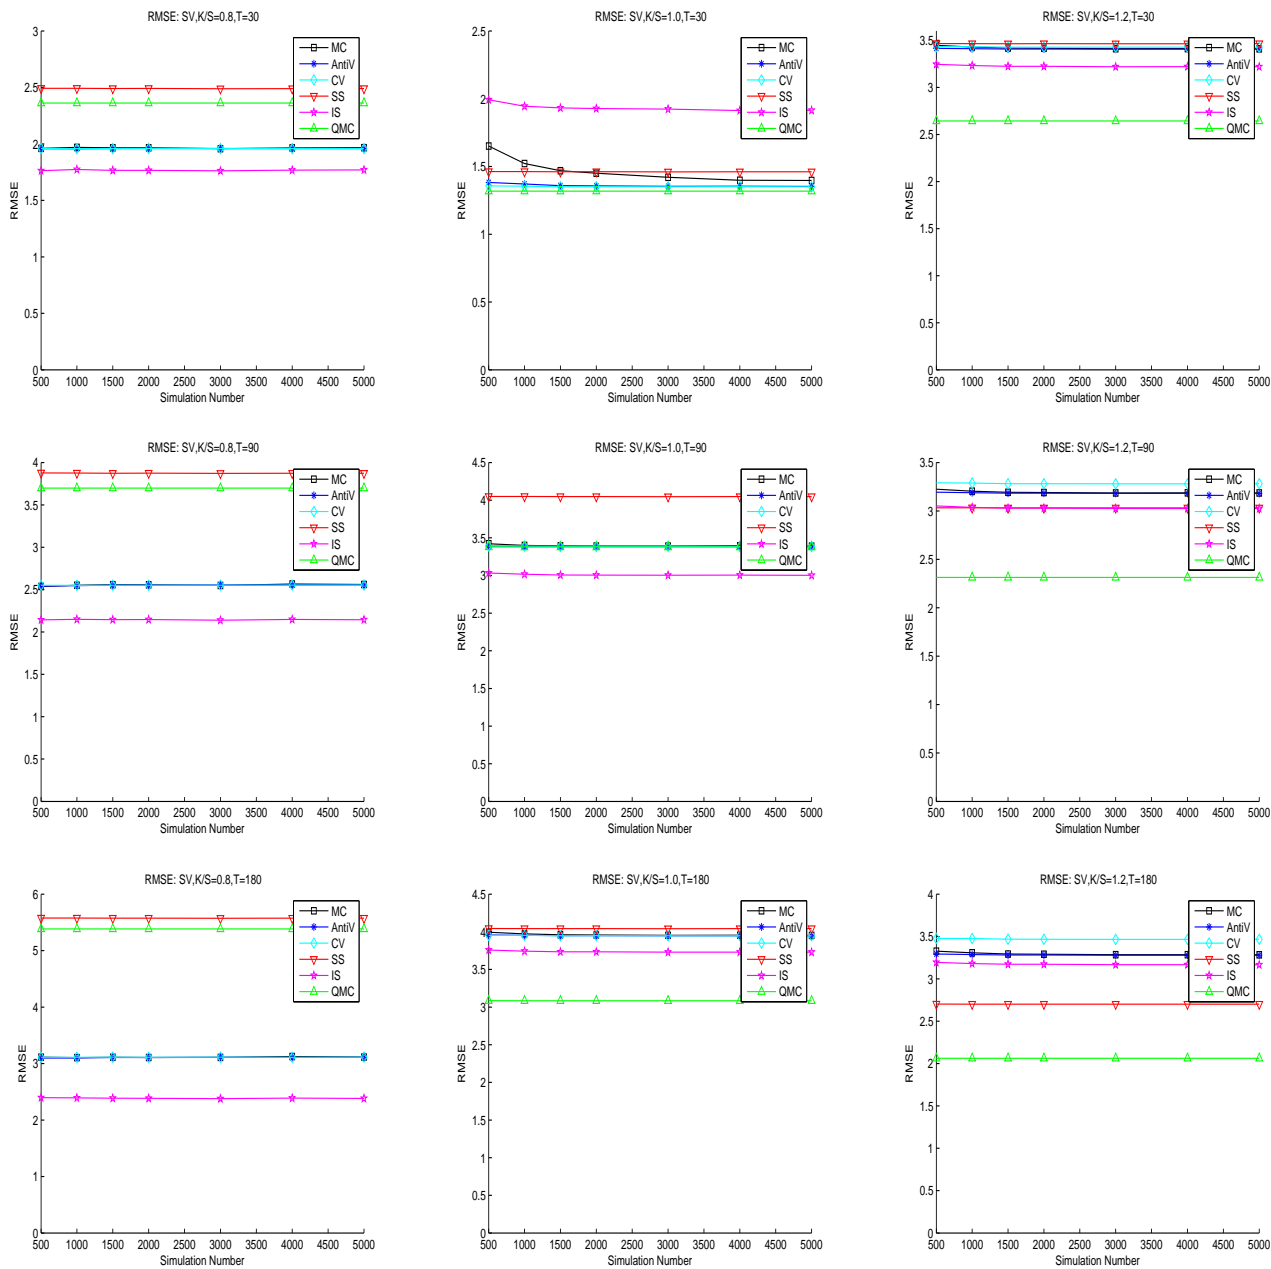 RMSE: SV,K/S=0.8,T=30
3
2.5
2
1.5
1
0.5
0
RMSE
500 1000 1500 2000 2500 3000 3500 4000 4500 5000
Simulation Number
MC
AntiV
CV
SS
IS
QMC
RMSE: SV,K/S=1.0,T=30
2.5
2
1.5
1
0.5
0
RMSE
500 1000 1500 2000 2500 3000 3500 4000 4500 5000
Simulation Number
MC
AntiV
CV
SS
IS
QMC
RMSE: SV,K/S=1.2,T=30
3.5
3
2.5
2
1.5
1
0.5
0
RMSE
500 1000 1500 2000 2500 3000 3500 4000 4500 5000
Simulation Number
MC
AntiV
CV
SS
IS
QMC
RMSE: SV,K/S=0.8,T=90
4
3.5
3
2.5
2
1.5
1
0.5
0
RMSE
500 1000 1500 2000 2500 3000 3500 4000 4500 5000
Simulation Number
MC
AntiV
CV
SS
IS
QMC
RMSE: SV,K/S=1.0,T=90
4.5
4
3.5
3
2.5
2
1.5
1
0.5
0
RMSE
500 1000 1500 2000 2500 3000 3500 4000 4500 5000
Simulation Number
MC
AntiV
CV
SS
IS
QMC
RMSE: SV,K/S=1.2,T=90
3.5
3
2.5
2
1.5
1
0.5
0
RMSE
500 1000 1500 2000 2500 3000 3500 4000 4500 5000
Simulation Number
MC
AntiV
CV
SS
IS
QMC
RMSE: SV,K/S=0.8,T=180
6
5
4
3
2
1
0
RMSE
500 1000 1500 2000 2500 3000 3500 4000 4500 5000
Simulation Number
MC
AntiV
CV
SS
IS
QMC
RMSE: SV,K/S=1.0,T=180
4.5
4
3.5
3
2.5
2
1.5
1
0.5
0
RMSE
500 1000 1500 2000 2500 3000 3500 4000 4500 5000
Simulation Number
MC
AntiV
CV
SS
IS
QMC
RMSE: SV,K/S=1.2,T=180
4
3.5
3
2.5
2
1.5
1
0.5
0
RMSE
500 1000 1500 2000 2500 3000 3500 4000 4500 5000
Simulation Number
MC
AntiV
CV
SS
IS
QMC